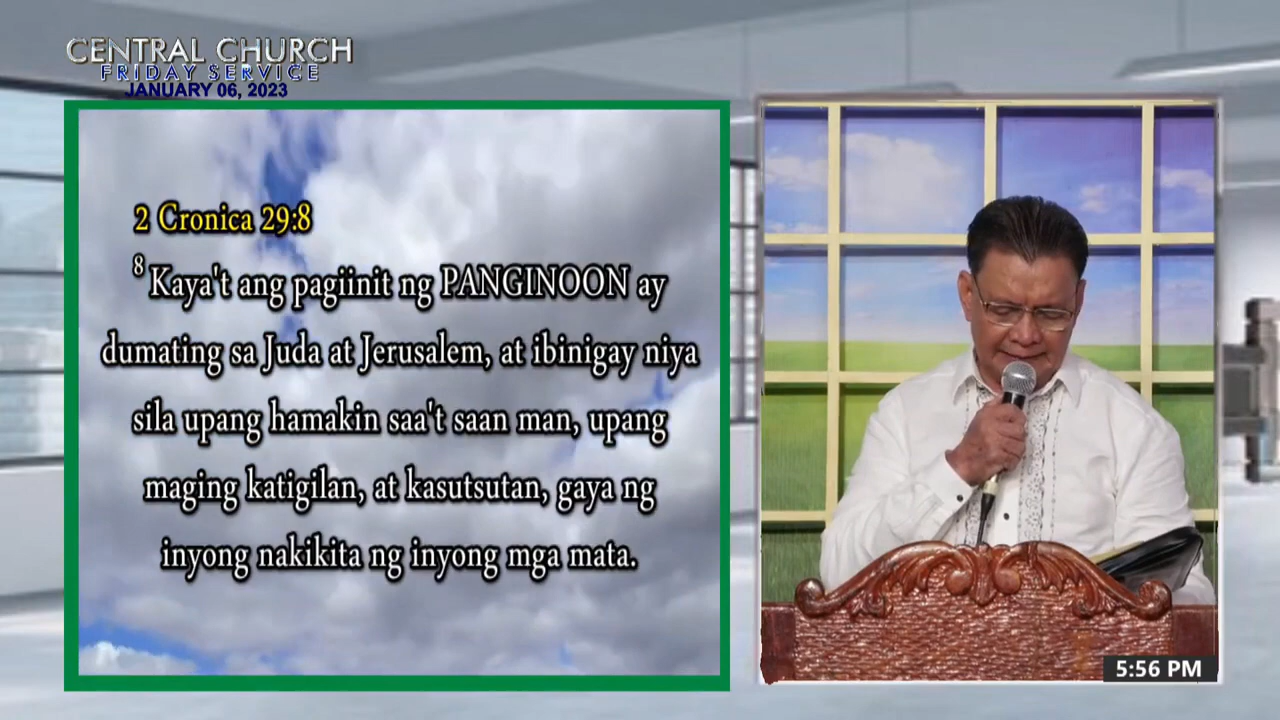 CENTRAL CHURCH
FRIDAY SERVICE
JANUARY 06, 2023
2 Cronica 29:8
8 Kaya't ang pagiinit ng PANGINOON ay
dumating sa Juda at Jerusalem, at ibinigay niya
sila upang hamakin saa't saan man, upang
maging katigilan, at kasutsutan, gaya ng
inyong nakikita ng inyong mga mata.
5:56 PM